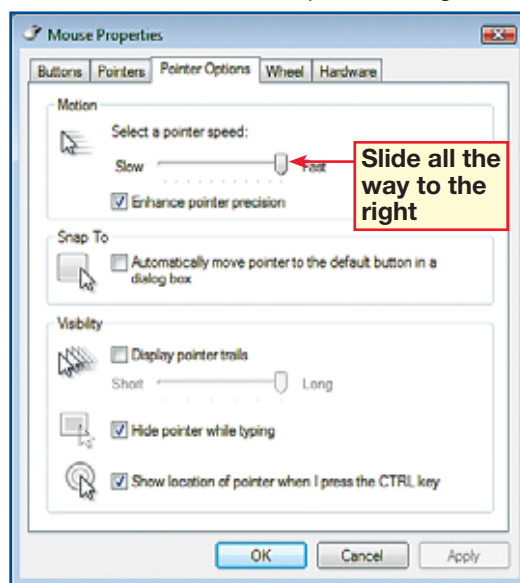 Mouse Properties
Buttons Pointers Pointer Options Wheel Hardware
Motion
Select a pointer speed:
Slow Fast
Slide all the
way to the
right
Enhance pointer precision
Snap To
Automatically move pointer to the default button in a
dialog box
Visibility
Display pointer trails
Short Long
Hide pointer while typing
Show location of pointer when I press the CTRL key
OK Cancel Apply